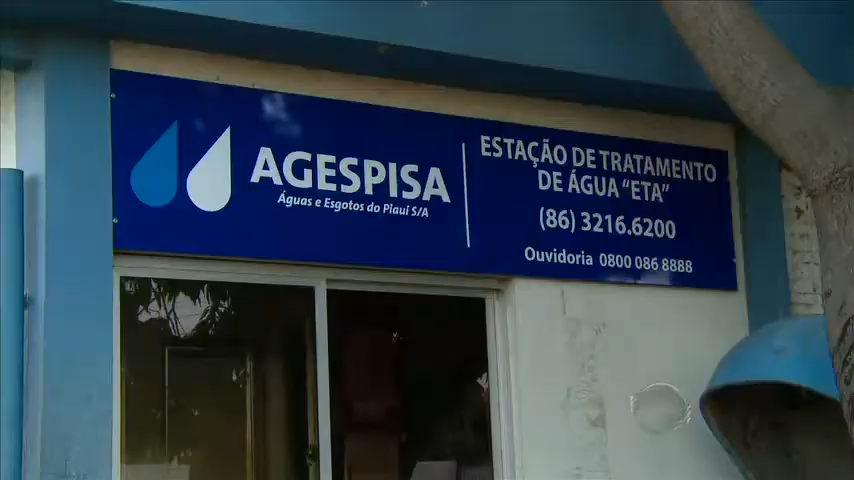 AGESPISA
Águas e Esgotos do Piauí S/A
ESTAÇÃO DE TRATAMENTO
DE ÁGUA "ETA"
(86) 3216.6200
Ouvidoria 0800 086 8888